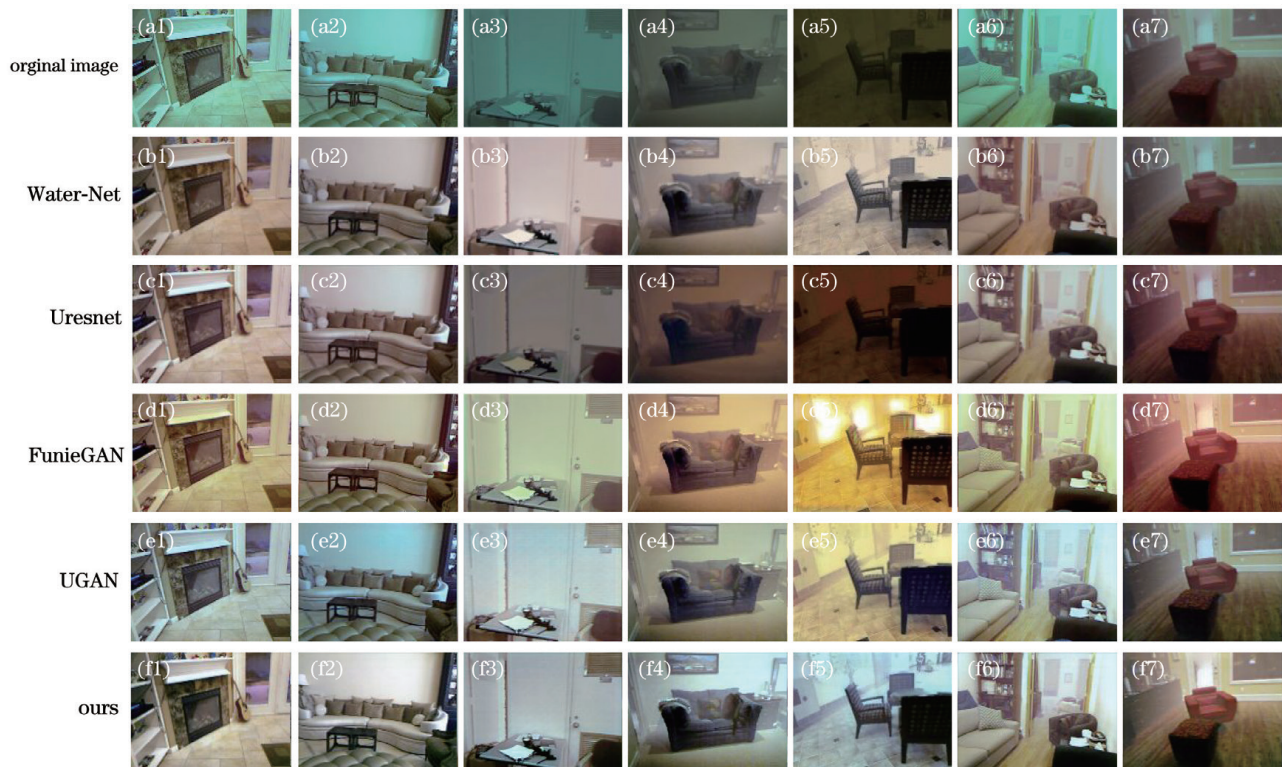 (a1) (a2) (a3) (a4) (a5) (a6) (a7)
orginal image
(b1) (b2) (b3) (b4) (b5) (b6) (b7)
Water-Net
(c1) (c2) (c3) (c4) (c5) (c6) (c7)
Uresnet
(d1) (d2) (d3) (d4) (d5) (d6) (d7)
FunieGAN
(e1) (e2) (e3) (e4) (e5) (e6) (e7)
UGAN
(f1) (f2) (f3) (f4) (f5) (f6) (f7)
ours